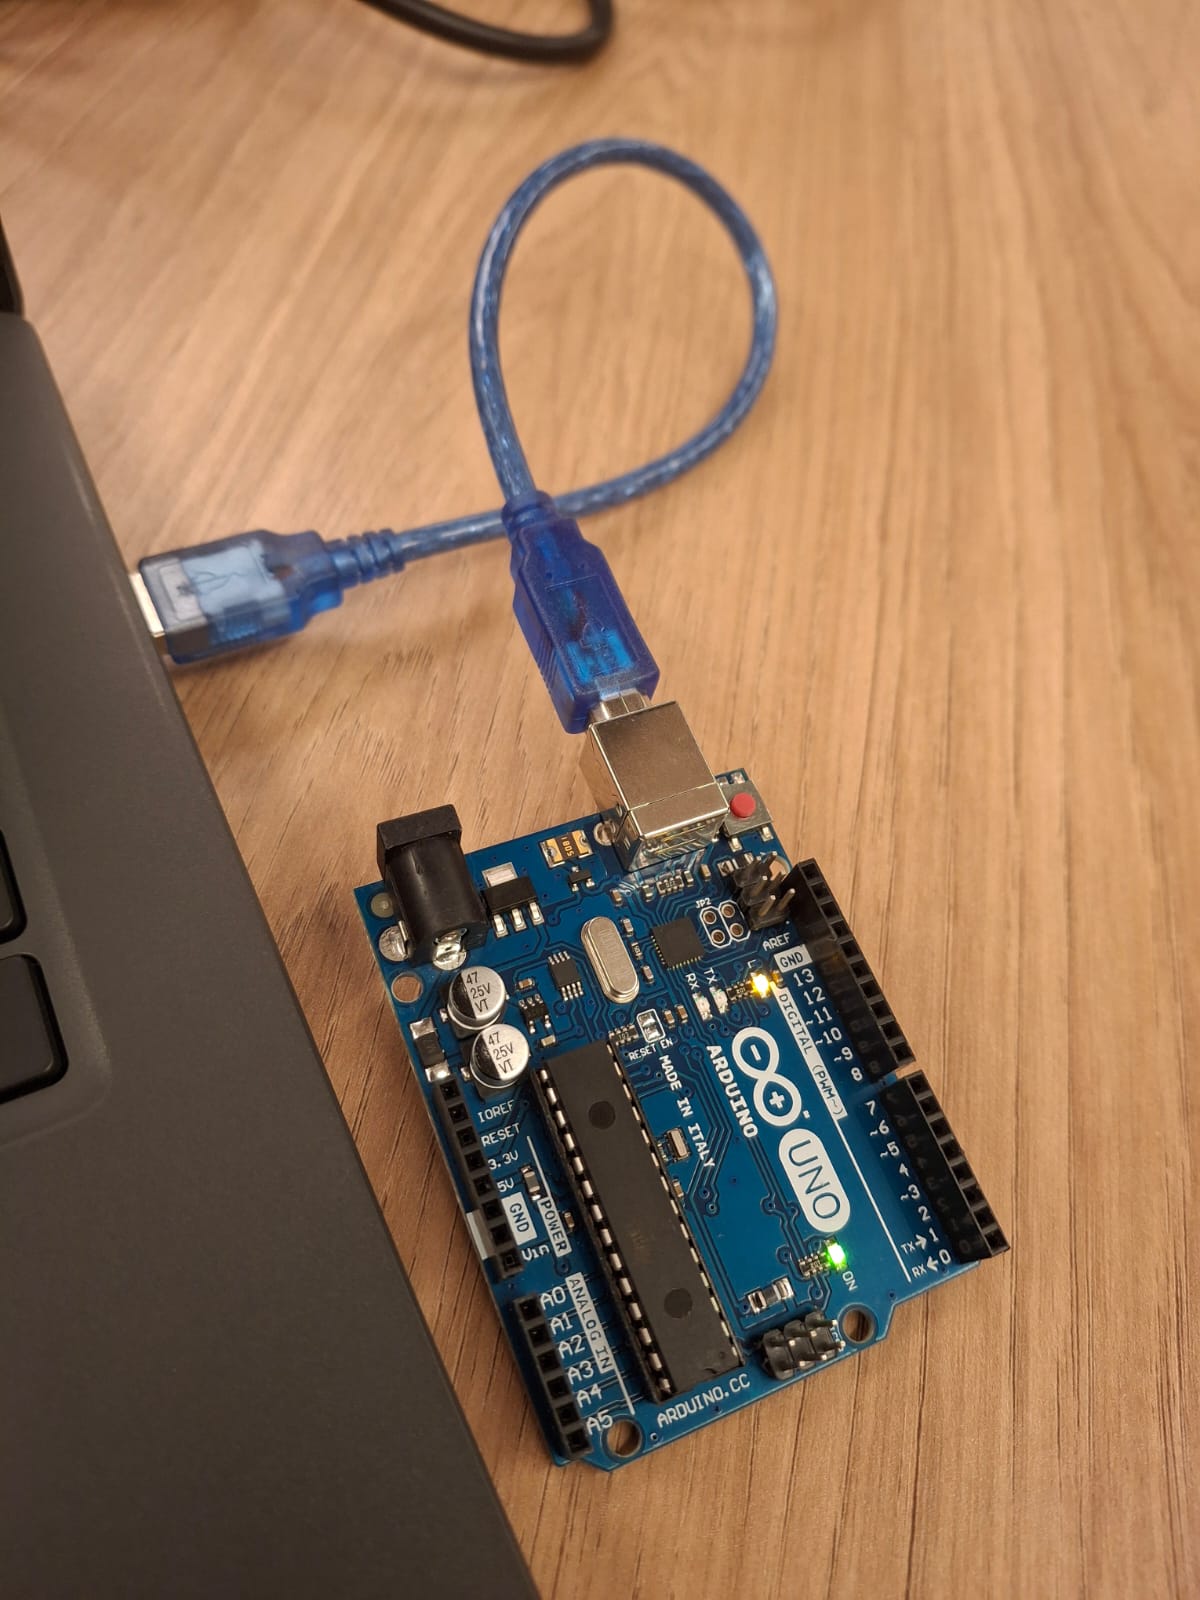 508L
JP2
47
25V
VT
47
25V
VT
RX
TX
L
RESET EN
AREF
GND
13
12
~11
~10
~9
8
DIGITAL (PWM~)
7
~6
~5
4
~3
2
TX→1
RX←0
ARDUINO
UNO
MADE IN ITALY
ON
IOREF
RESET
3.3V
5V
GND
Vin
POWER
A0
A1
A2
A3
A4
A5
ANALOG IN
ARDUINO.CC